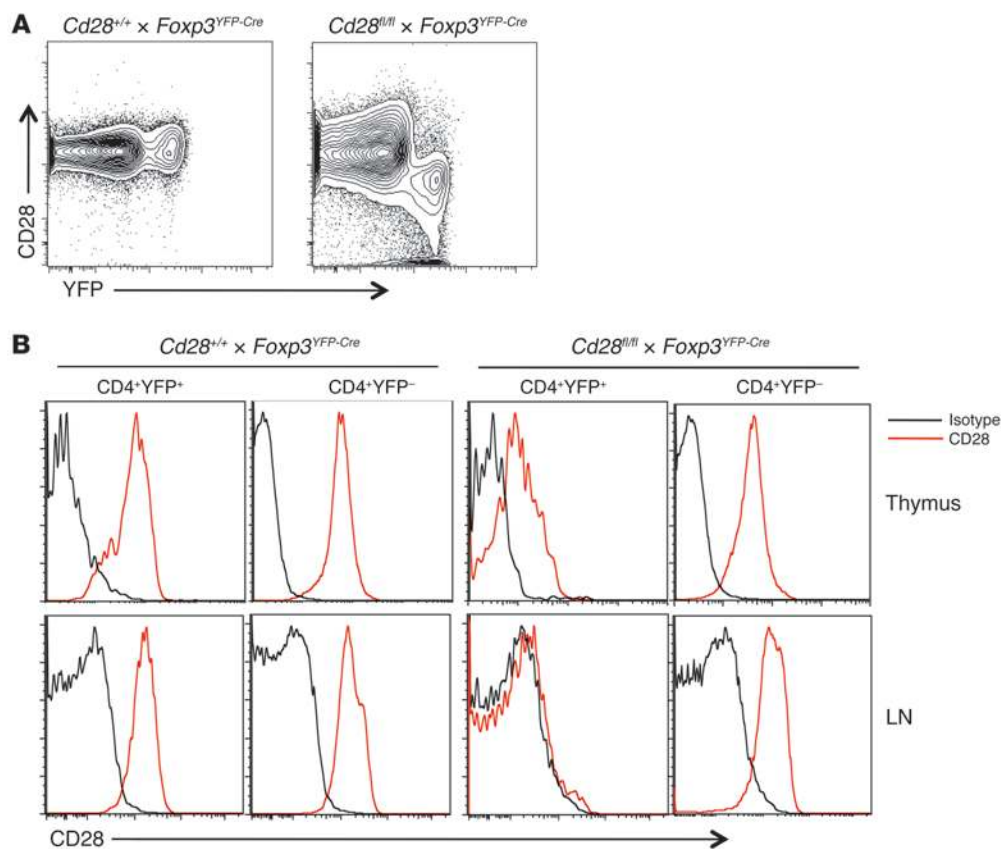 A
Cd28+/+ × Foxp3YFP-Cre
Cd28fl/fl × Foxp3YFP-Cre
CD28
YFP
B
Cd28+/+ × Foxp3YFP-Cre
Cd28fl/fl × Foxp3YFP-Cre
CD4+YFP+
CD4+YFP–
CD4+YFP+
CD4+YFP–
Isotype
CD28
Thymus
LN
CD28